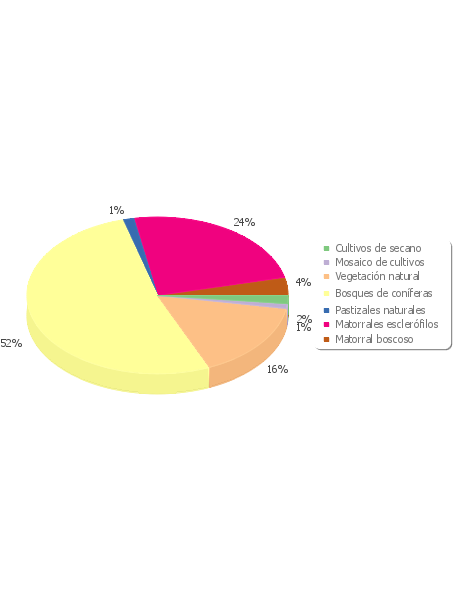 1%
24%
4%
2%
1%
16%
52%
Cultivos de secano
Mosaico de cultivos
Vegetación natural
Bosques de coníferas
Pastizales naturales
Matorrales esclerófilos
Matorral boscoso